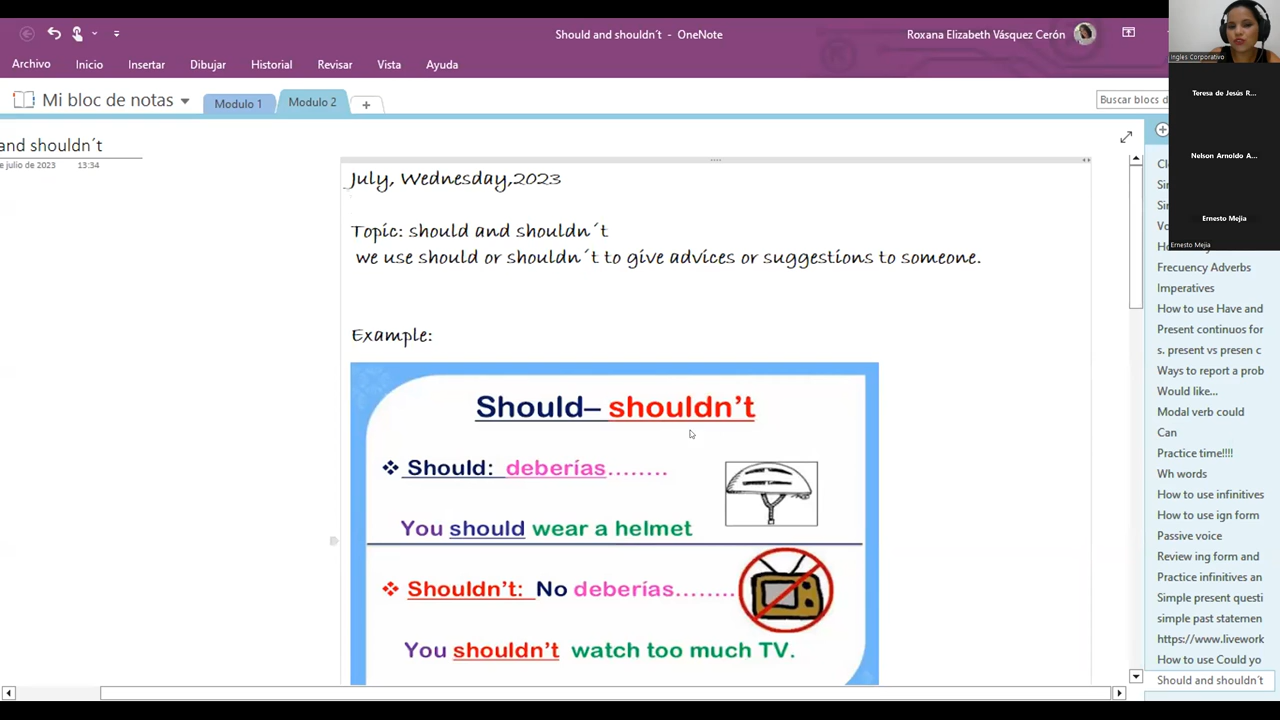 Should and shouldn´t - OneNote
Roxana Elizabeth Vásquez Cerón
Archivo Inicio Insertar Dibujar Historial Revisar Vista Ayuda
Mi bloc de notas
Modulo 1
Modulo 2
Buscar blocs d
and shouldn´t
de julio de 2023 13:34
July, Wednesday,2023
Topic: should and shouldn´t
we use should or shouldn´t to give advices or suggestions to someone.
Example:
Should– shouldn't
Should: deberías........
You should wear a helmet
Shouldn't: No deberías........
You shouldn't watch too much TV.
Ingles Corporativo
Teresa de Jesús R...
Nelson Arnoldo A...
Ernesto Mejia
Ernesto Mejia
Frecuency Adverbs
Imperatives
How to use Have and
Present continuos for
s. present vs presen c
Ways to report a prob
Would like...
Modal verb could
Can
Practice time!!!!
Wh words
How to use infinitives
How to use ign form
Passive voice
Review ing form and
Practice infinitives an
Simple present questi
simple past statemen
https://www.livework
How to use Could yo
Should and shouldn´t